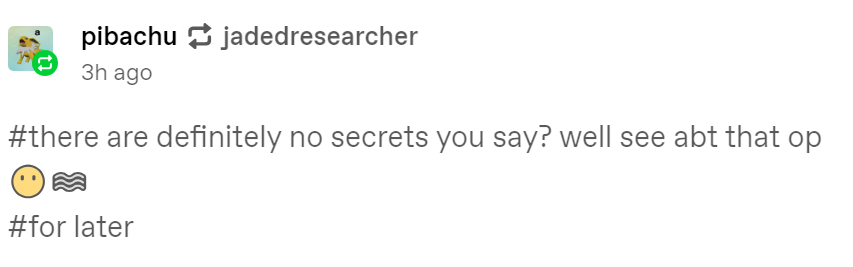 a
pibachu jadedresearcher
3h ago
#there are definitely no secrets you say? well see abt that op
#for later